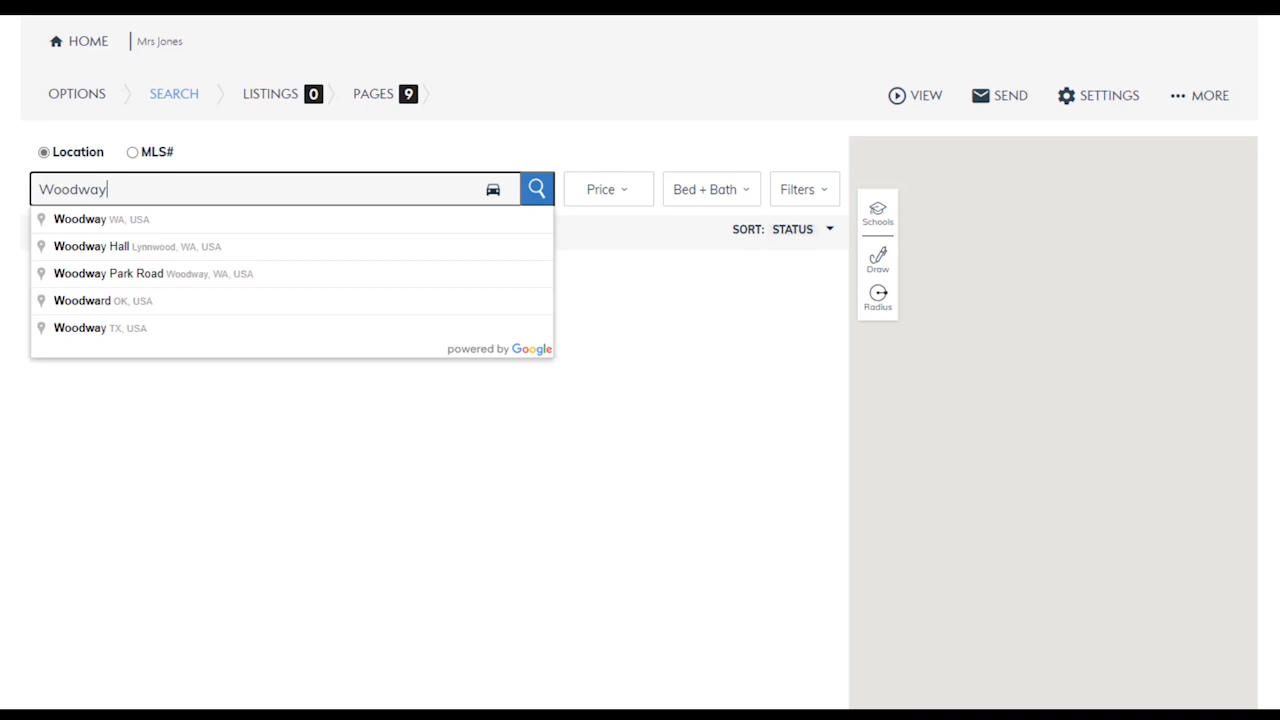 HOME Mrs Jones
OPTIONS SEARCH LISTINGS 0 PAGES 9 VIEW SEND SETTINGS ••• MORE
Location MLS#
Woodway Price Bed + Bath Filters
Woodway WA, USA
SORT: STATUS
Woodway Hall Lynnwood, WA, USA
Woodway Park Road Woodway, WA, USA
Woodward OK, USA
Woodway TX, USA
powered by Google
Schools
Draw
Radius